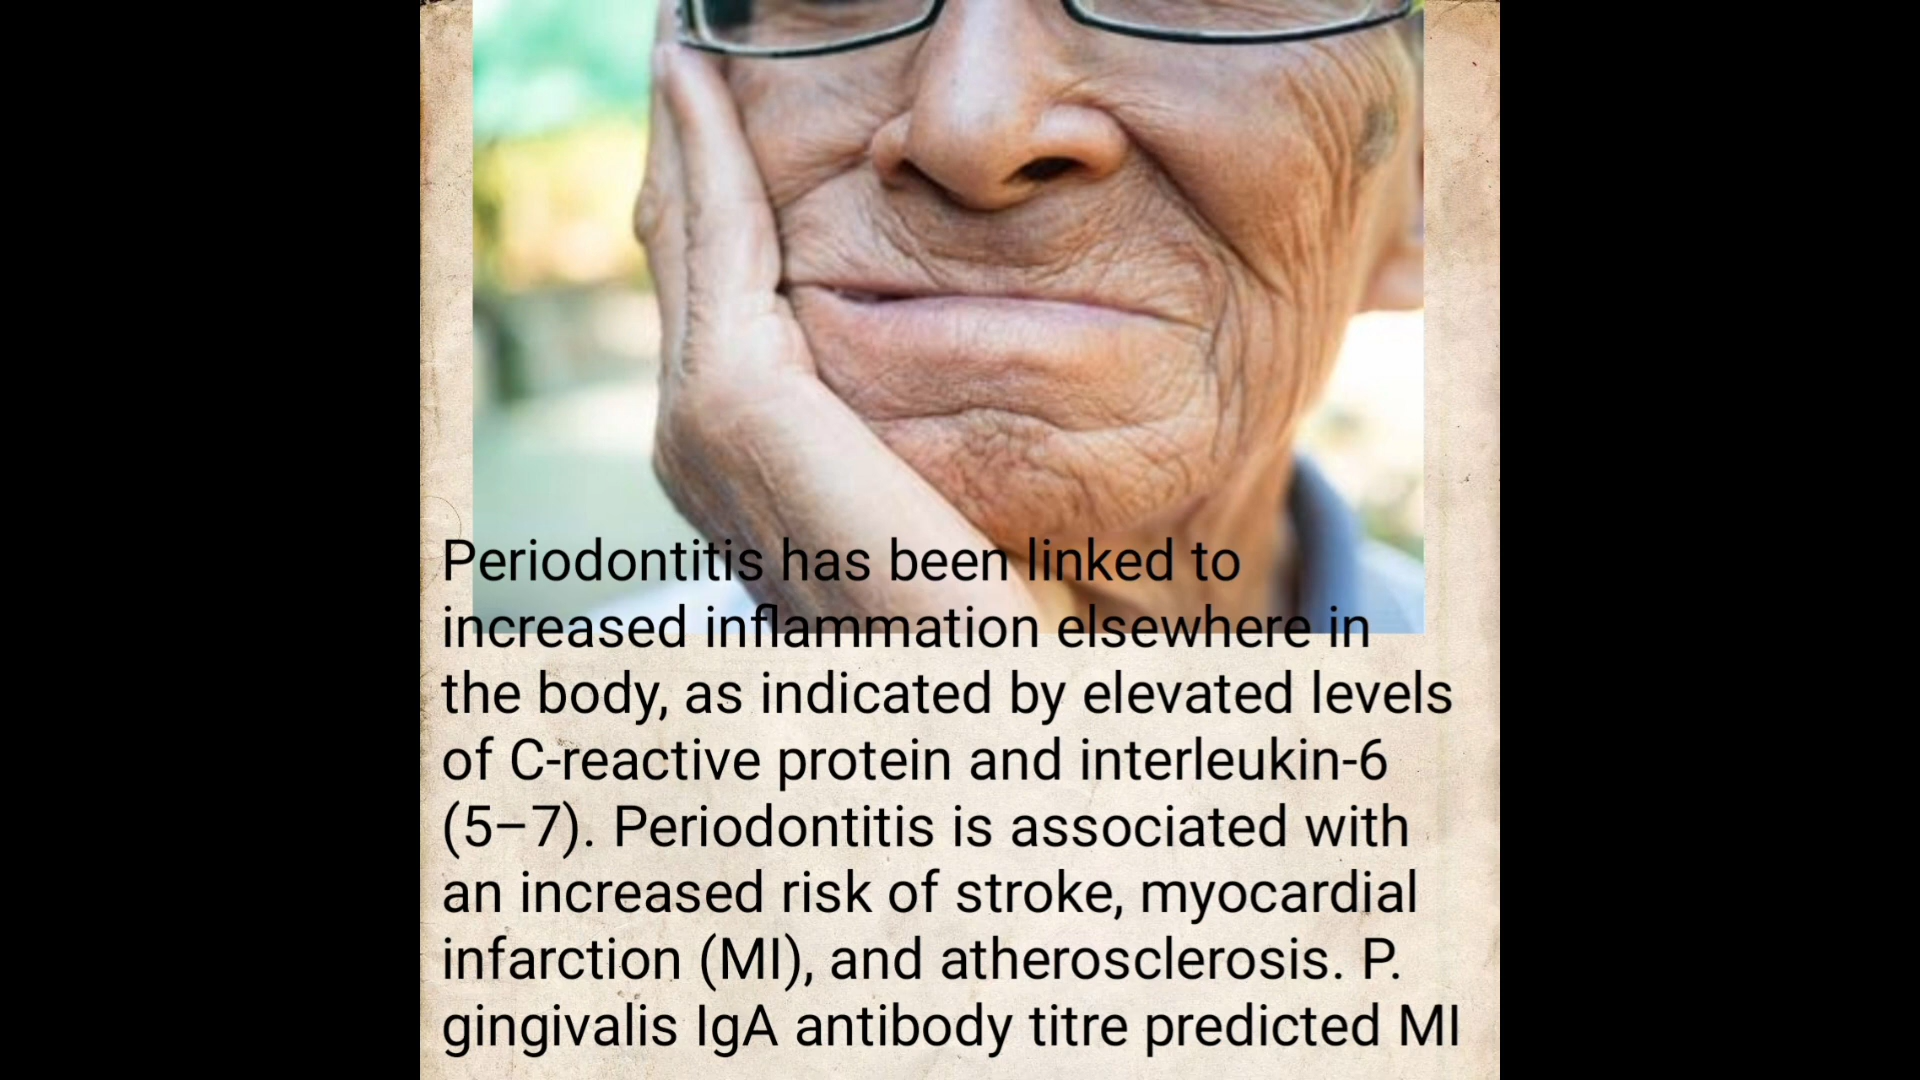 Periodontitis has been linked to
increased inflammation elsewhere in
the body, as indicated by elevated levels
of C-reactive protein and interleukin-6
(5–7). Periodontitis is associated with
an increased risk of stroke, myocardial
infarction (MI), and atherosclerosis. P.
gingivalis IgA antibody titre predicted MI